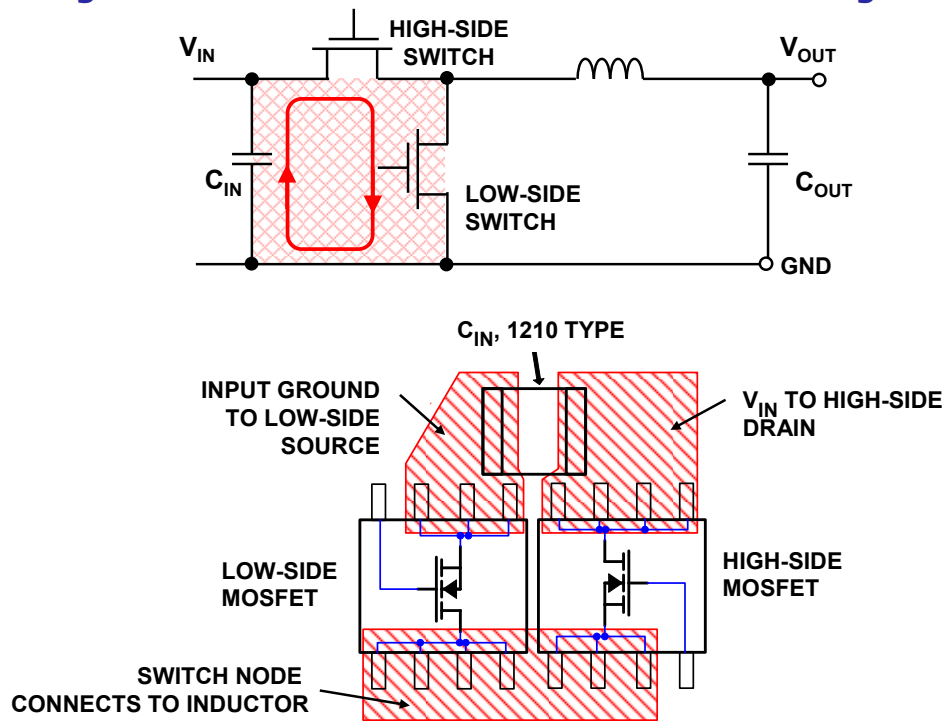 HIGH-SIDE
SWITCH
VIN
VOUT
CIN
LOW-SIDE
SWITCH
COUT
GND
CIN, 1210 TYPE
INPUT GROUND
TO LOW-SIDE
SOURCE
VIN TO HIGH-SIDE
DRAIN
LOW-SIDE
MOSFET
HIGH-SIDE
MOSFET
SWITCH NODE
CONNECTS TO INDUCTOR